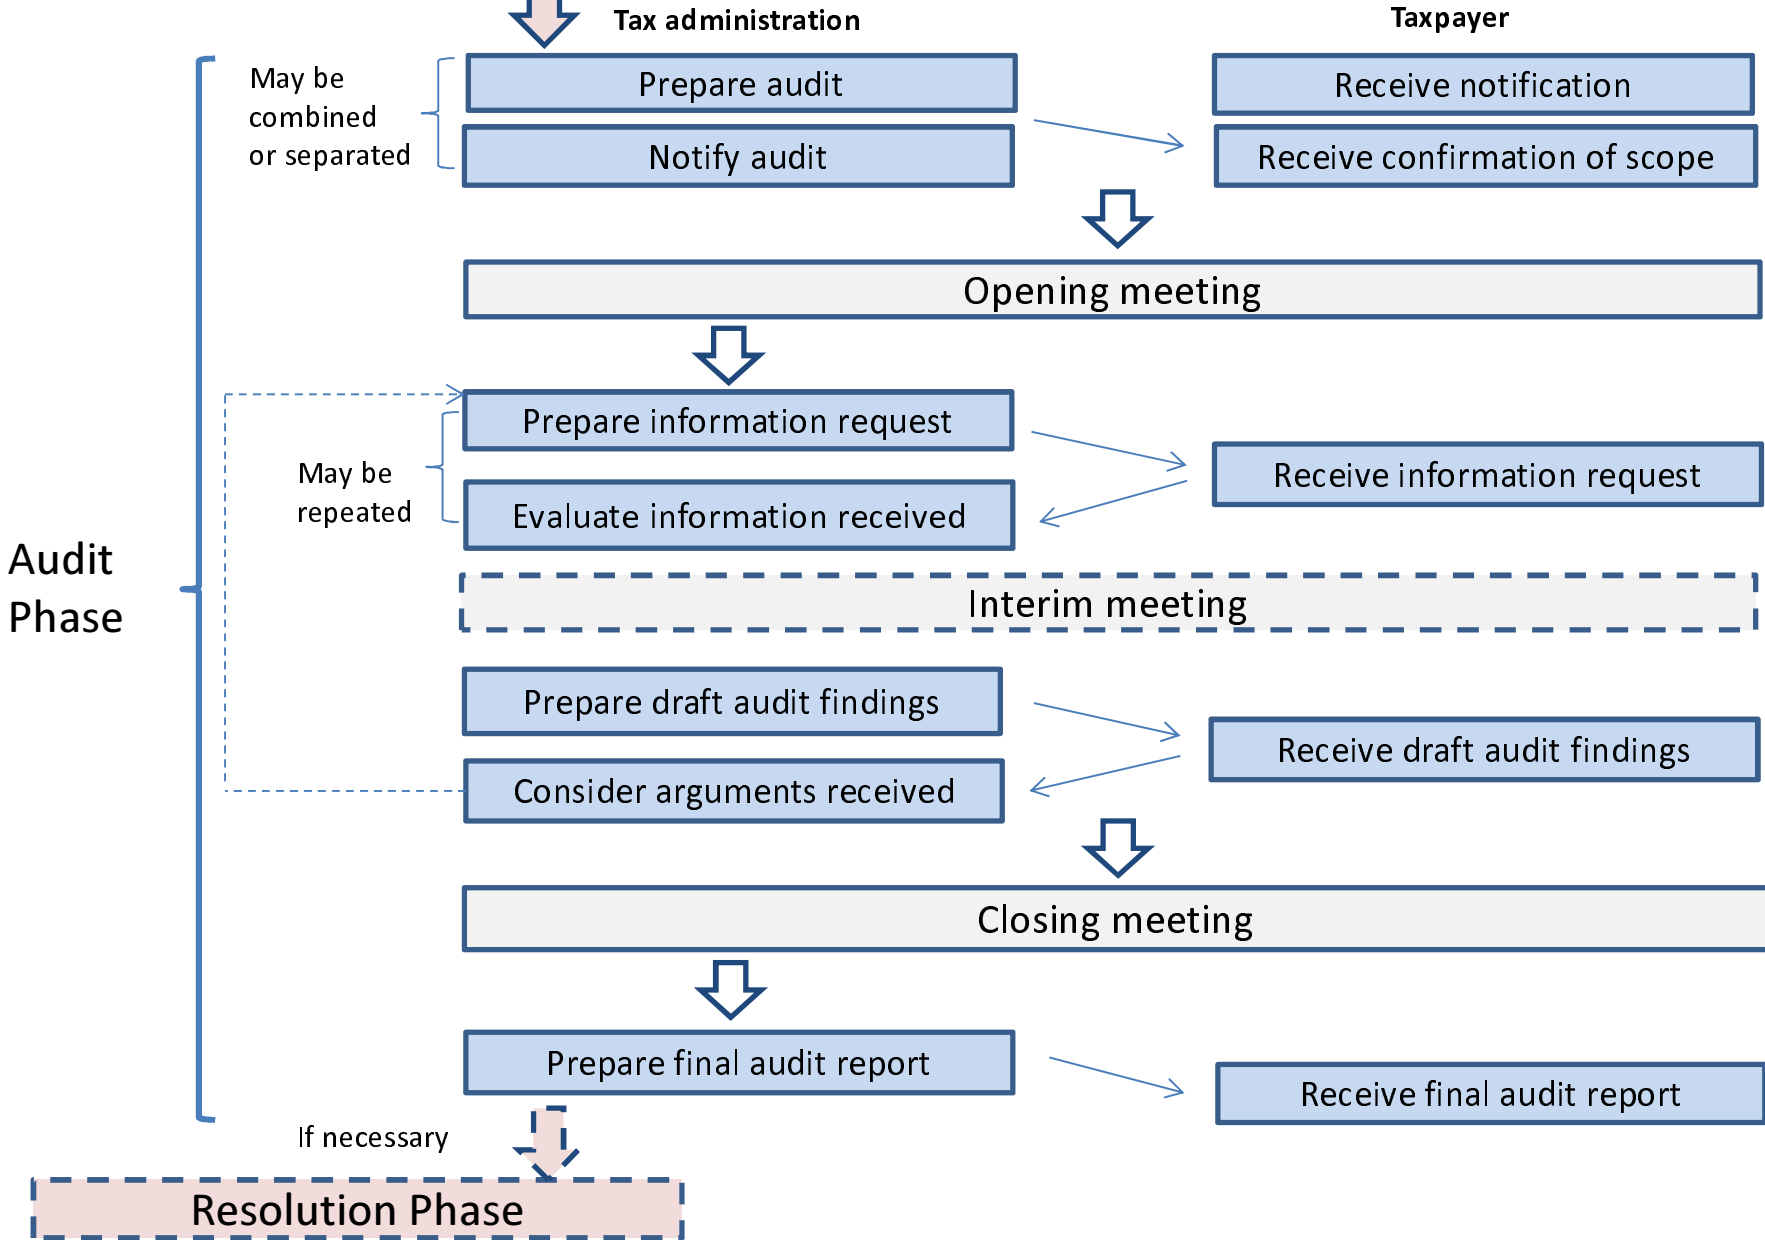 Tax administration
Taxpayer
May be
combined
or separated
Prepare audit
Receive notification
Notify audit
Receive confirmation of scope
Opening meeting
Prepare information request
May be
repeated
Receive information request
Evaluate information received
Audit
Phase
Interim meeting
Prepare draft audit findings
Receive draft audit findings
Consider arguments received
Closing meeting
Prepare final audit report
Receive final audit report
If necessary
Resolution Phase